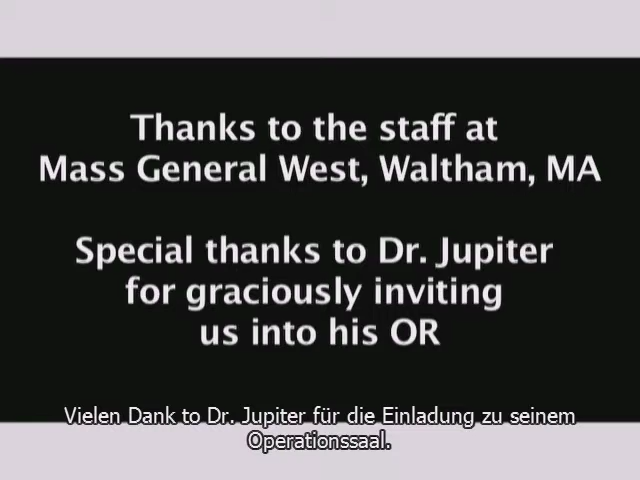 Thanks to the staff at
Mass General West, Waltham, MA
Special thanks to Dr. Jupiter
for graciously inviting
us into his OR
Vielen Dank to Dr. Jupiter für die Einladung zu seinem
Operationssaal.